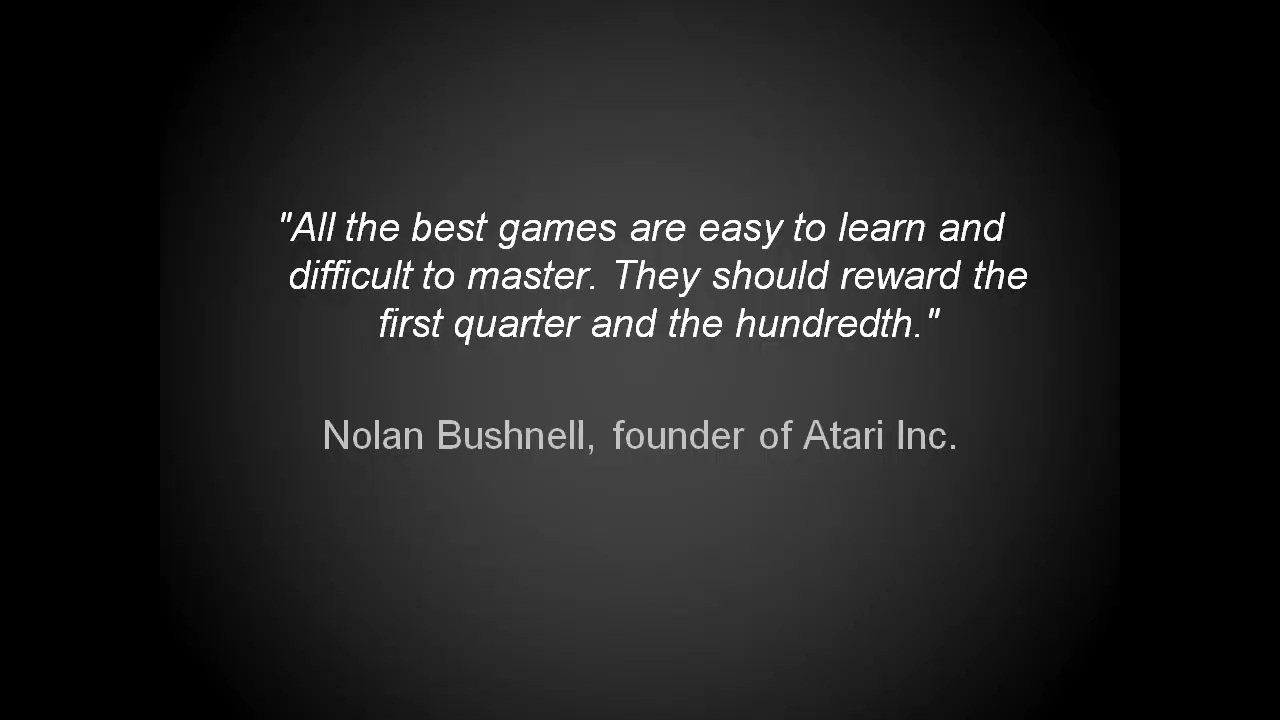 "All the best games are easy to learn and
difficult to master. They should reward the
first quarter and the hundredth."
Nolan Bushnell, founder of Atari Inc.